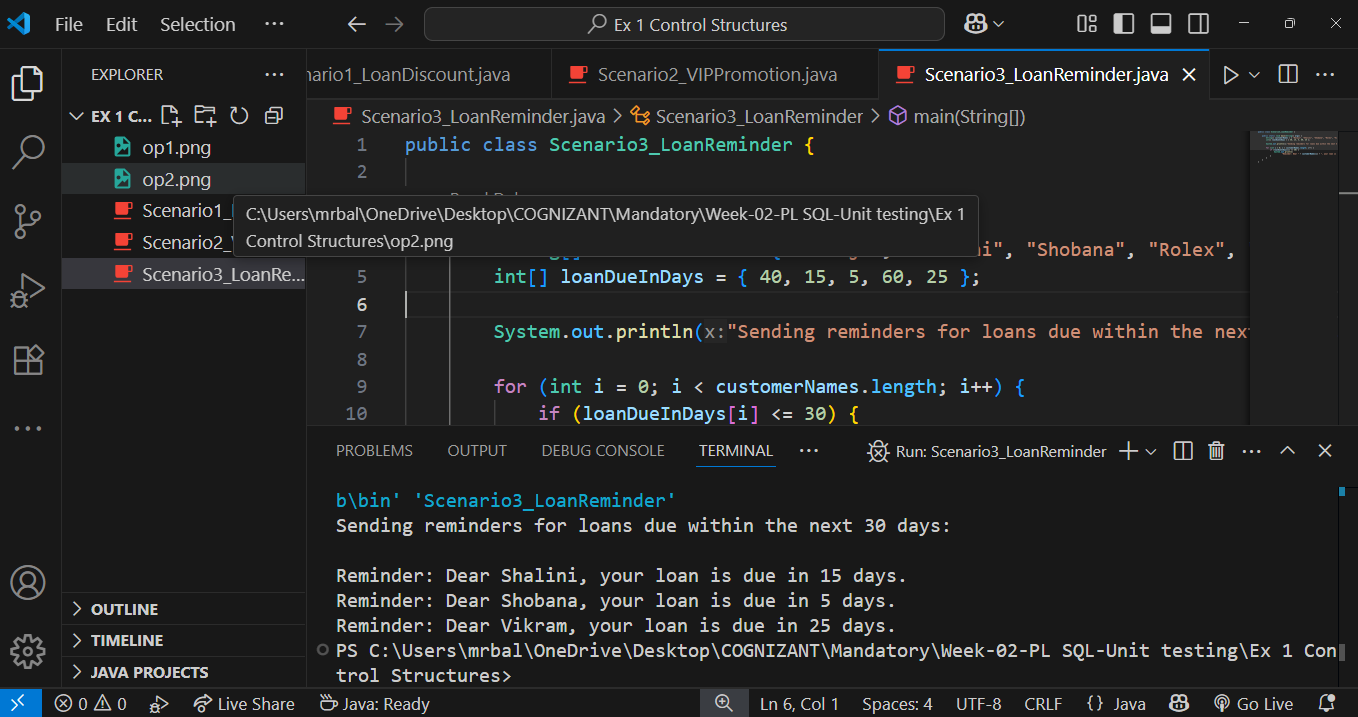 File Edit Selection ··· Ex 1 Control Structures
EXPLORER ···
nario1_LoanDiscount.java Scenario2_VIPPromotion.java Scenario3_LoanReminder.java
EX 1 C...
op1.png
op2.png
Scenario1_
Scenario2_
Scenario3_LoanRe...
C:\Users\mrbal\OneDrive\Desktop\COGNIZANT\Mandatory\Week-02-PL SQL-Unit testing\Ex 1
Control Structures\op2.png
Scenario3_LoanReminder.java > Scenario3_LoanReminder > main(String[])
1 public class Scenario3_LoanReminder {
2
"Shobana", "Rolex",
5 int[] loanDueInDays = { 40, 15, 5, 60, 25 };
6
7 System.out.println(x:"Sending reminders for loans due within the nex
8
9 for (int i = 0; i < customerNames.length; i++) {
10 if (loanDueInDays[i] <= 30) {
PROBLEMS OUTPUT DEBUG CONSOLE TERMINAL ··· Run: Scenario3_LoanReminder
b\bin' 'Scenario3_LoanReminder'
Sending reminders for loans due within the next 30 days:
Reminder: Dear Shalini, your loan is due in 15 days.
Reminder: Dear Shobana, your loan is due in 5 days.
Reminder: Dear Vikram, your loan is due in 25 days.
PS C:\Users\mrbal\OneDrive\Desktop\COGNIZANT\Mandatory\Week-02-PL SQL-Unit testing\Ex 1 Con
trol Structures>
OUTLINE
TIMELINE
JAVA PROJECTS
0 0 Live Share Java: Ready Ln 6, Col 1 Spaces: 4 UTF-8 CRLF {} Java Go Live